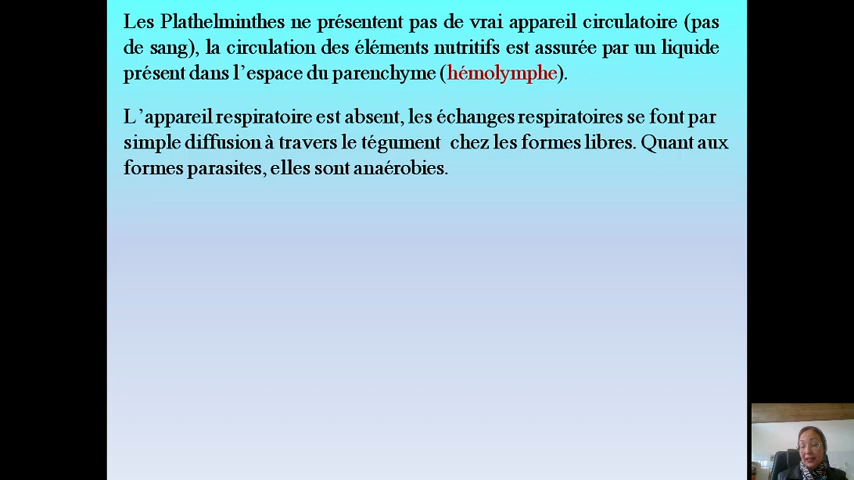 Les Plathelminthes ne présentent pas de vrai appareil circulatoire (pas
de sang), la circulation des éléments nutritifs est assurée par un liquide
présent dans l'espace du parenchyme (hémolymphe).
L'appareil respiratoire est absent, les échanges respiratoires se font par
simple diffusion à travers le tégument chez les formes libres. Quant aux
formes parasites, elles sont anaérobies.